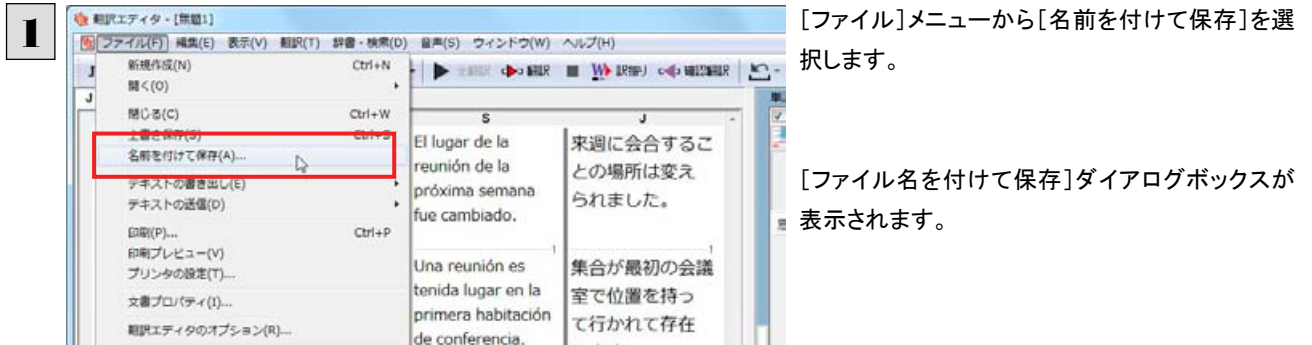 1
翻訳エディタ - [無題1]
ファイル(F) 編集(E) 表示(V) 翻訳(T) 辞書・検索(D) 音声(S) ウィンドウ(W) ヘルプ(H)
新規作成(N) Ctrl+N
開く(O)
閉じる(C) Ctrl+W
上書き保存(S) Ctrl+S
名前を付けて保存(A)...
テキストの書き出し(E)
テキストの送信(D)
印刷(P)... Ctrl+P
印刷プレビュー(V)
プリンタの設定(T)...
文書プロパティ(I)...
翻訳エディタのオプション(R)...
全翻訳 翻訳 訳振り 確認翻訳
S J
El lugar de la
reunión de la
próxima semana
fue cambiado.
来週に会合するこ
との場所は変え
られました。
1 1
Una reunión es
tenida lugar en la
primera habitación
de conferencia.
集合が最初の会議
室で位置を持っ
て行かれて存在
[ファイル]メニューから[名前を付けて保存]を選
択します。
[ファイル名を付けて保存]ダイアログボックスが
表示されます。